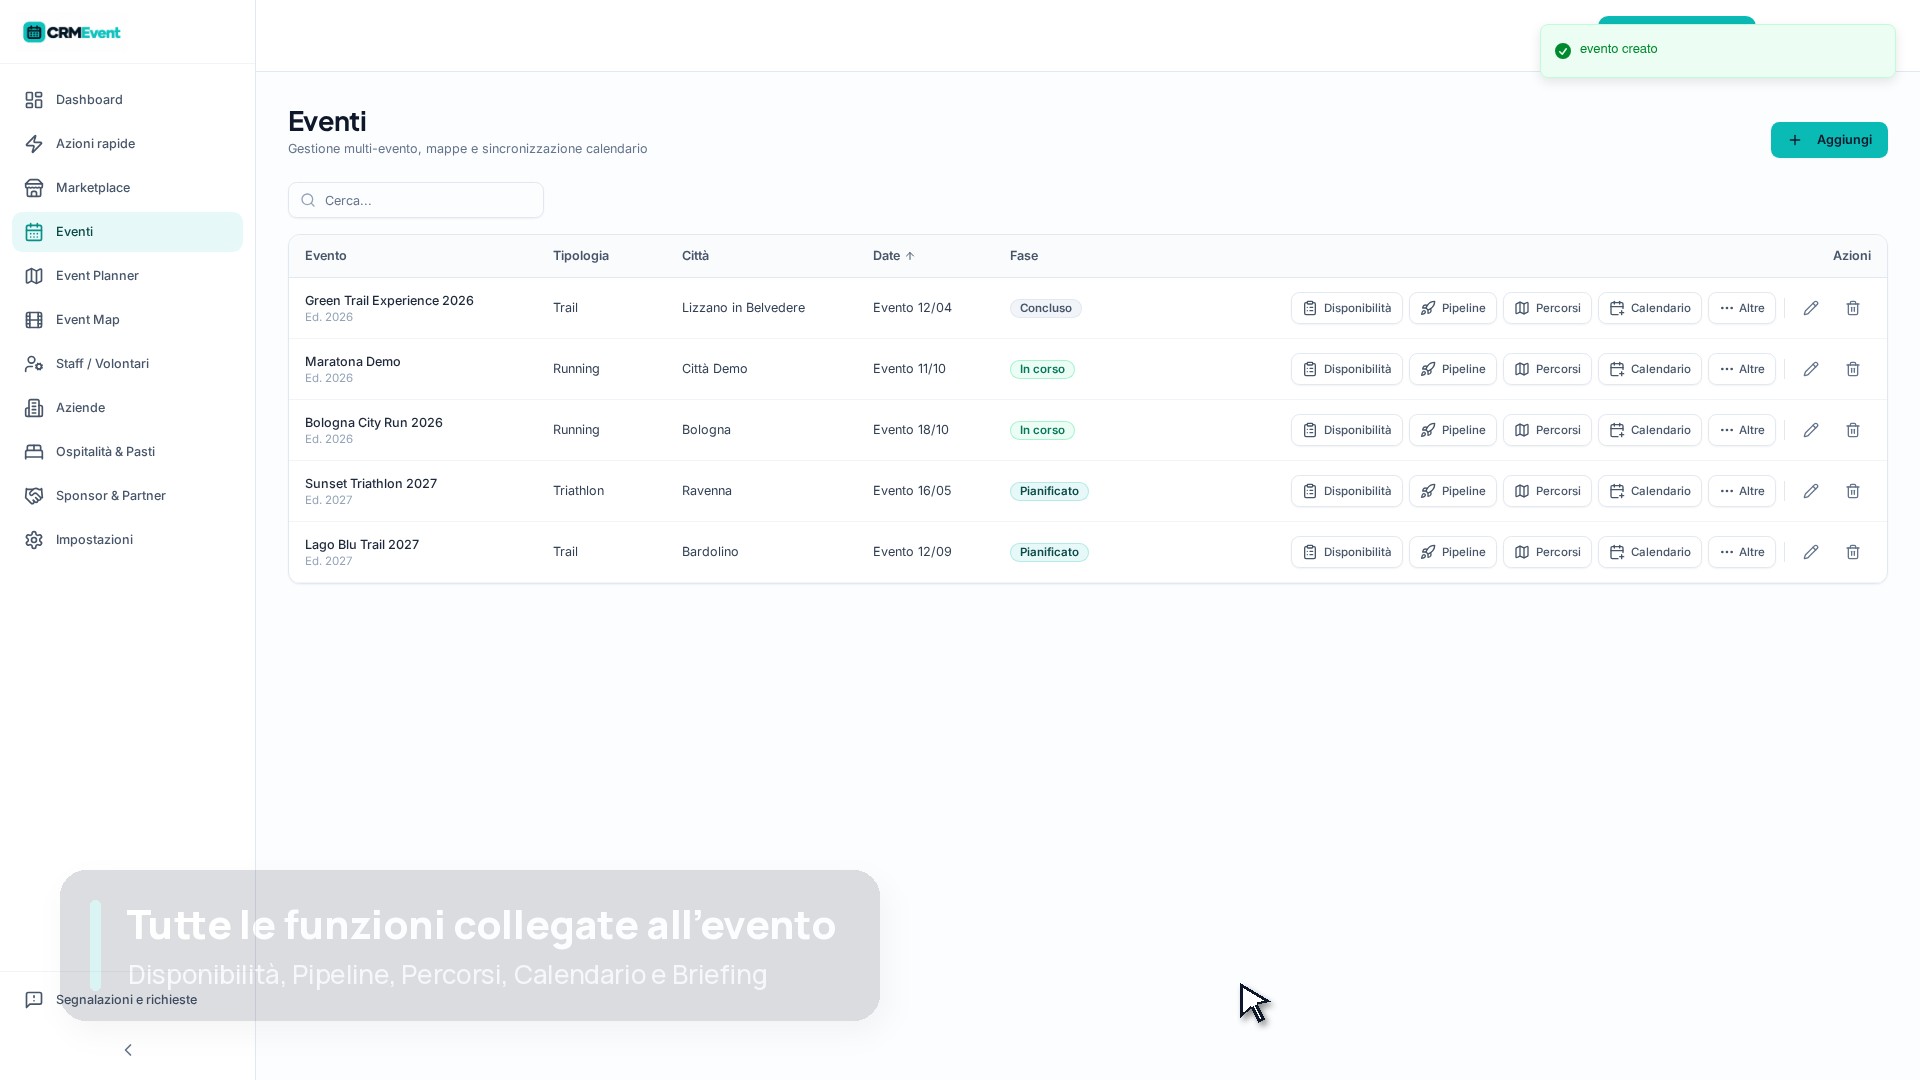 CRMEvent
evento creato
Dashboard
Azioni rapide
Marketplace
Eventi
Event Planner
Event Map
Staff / Volontari
Aziende
Ospitalità & Pasti
Sponsor & Partner
Impostazioni
Eventi
Gestione multi-evento, mappe e sincronizzazione calendario
Aggiungi
Cerca...
Evento Tipologia Città Date Fase Azioni
Green Trail Experience 2026 Trail Lizzano in Belvedere Evento 12/04 Concluso Disponibilità Pipeline Percorsi Calendario Altre
Ed. 2026
Maratona Demo Running Città Demo Evento 11/10 In corso Disponibilità Pipeline Percorsi Calendario Altre
Ed. 2026
Bologna City Run 2026 Running Bologna Evento 18/10 In corso Disponibilità Pipeline Percorsi Calendario Altre
Ed. 2026
Sunset Triathlon 2027 Triathlon Ravenna Evento 16/05 Pianificato Disponibilità Pipeline Percorsi Calendario Altre
Ed. 2027
Lago Blu Trail 2027 Trail Bardolino Evento 12/09 Pianificato Disponibilità Pipeline Percorsi Calendario Altre
Ed. 2027
Tutte le funzioni collegate all'evento
Disponibilità, Pipeline, Percorsi, Calendario e Briefing
Segnalazioni e richieste